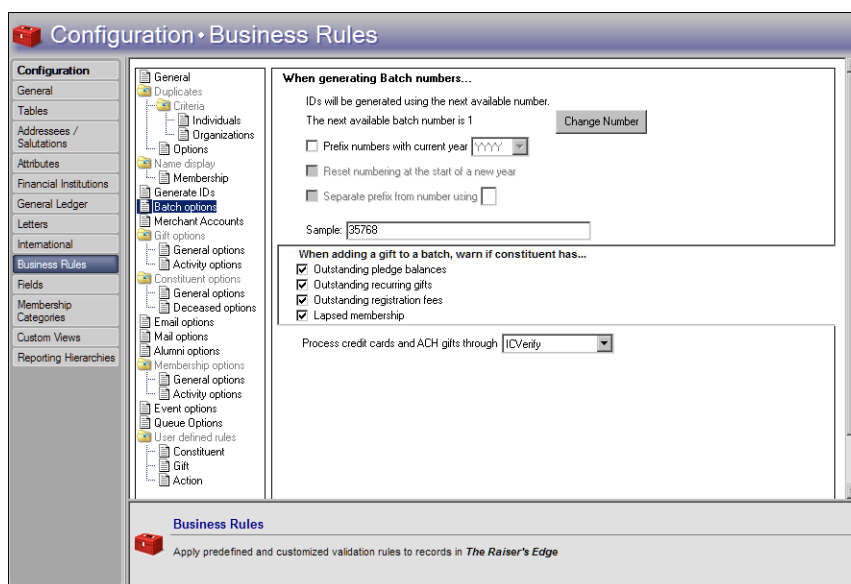 Configuration • Business Rules
Configuration
General
Tables
Addressees /
Salutations
Attributes
Financial Institutions
General Ledger
Letters
International
Business Rules
Fields
Membership
Categories
Custom Views
Reporting Hierarchies
General
Duplicates
Criteria
Individuals
Organizations
Options
Name display
Membership
Generate IDs
Batch options
Merchant Accounts
Gift options
General options
Activity options
Constituent options
General options
Deceased options
Email options
Mail options
Alumni options
Membership options
General options
Activity options
Event options
Queue Options
User defined rules
Constituent
Gift
Action
When generating Batch numbers...
IDs will be generated using the next available number.
The next available batch number is 1
Change Number
Prefix numbers with current year YYYY
Reset numbering at the start of a new year
Separate prefix from number using
Sample: 35768
When adding a gift to a batch, warn if constituent has...
Outstanding pledge balances
Outstanding recurring gifts
Outstanding registration fees
Lapsed membership
Process credit cards and ACH gifts through ICVerify
Business Rules
Apply predefined and customized validation rules to records in The Raiser's Edge